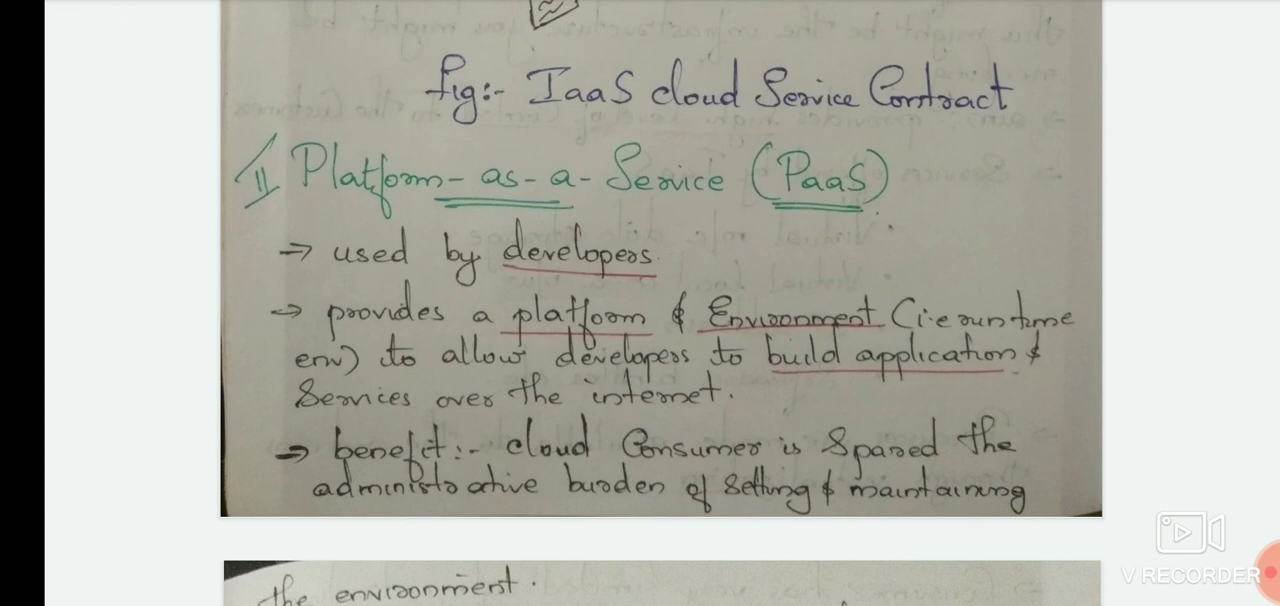 fig:- IaaS cloud Service Contract
II Platform-as-a-Service (PaaS)
→ used by developers.
→ provides a platform & Environment (i.e runtime
env) to allow developers to build application &
Services over the internet.
→ benefit:- cloud Consumer is Spared the
administrative burden of setting & maintaining
the environment.
V RECORDER